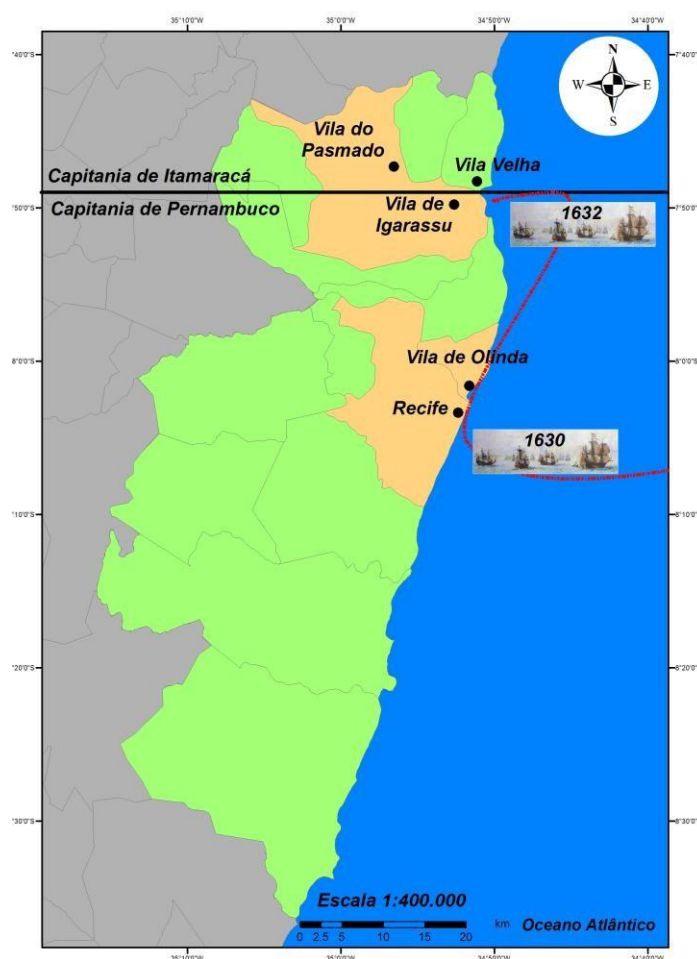 35°10'0"
35°0'0"
34°50'0"
34°40'0"
7°40'0"S
7°40'0"
N
W E
S
Vila do
Pasmado
Vila Velha
Capitania de Itamaracá
Capitania de Pernambuco
7°50'0"S
7°50'0"
Vila de
Igarassu
1632
8°0'0"S
8°0'0"
Vila de Olinda
Recife
1630
°10'0"S
8°10'0"
°20'0"S
8°20'0"
°30'0"S
8°30'0"
Escala 1:400.000
km
Oceano Atlântico
0 2.5 5 10 15 20
35°10'0"
35°0'0"
34°50'0"
34°40'0"